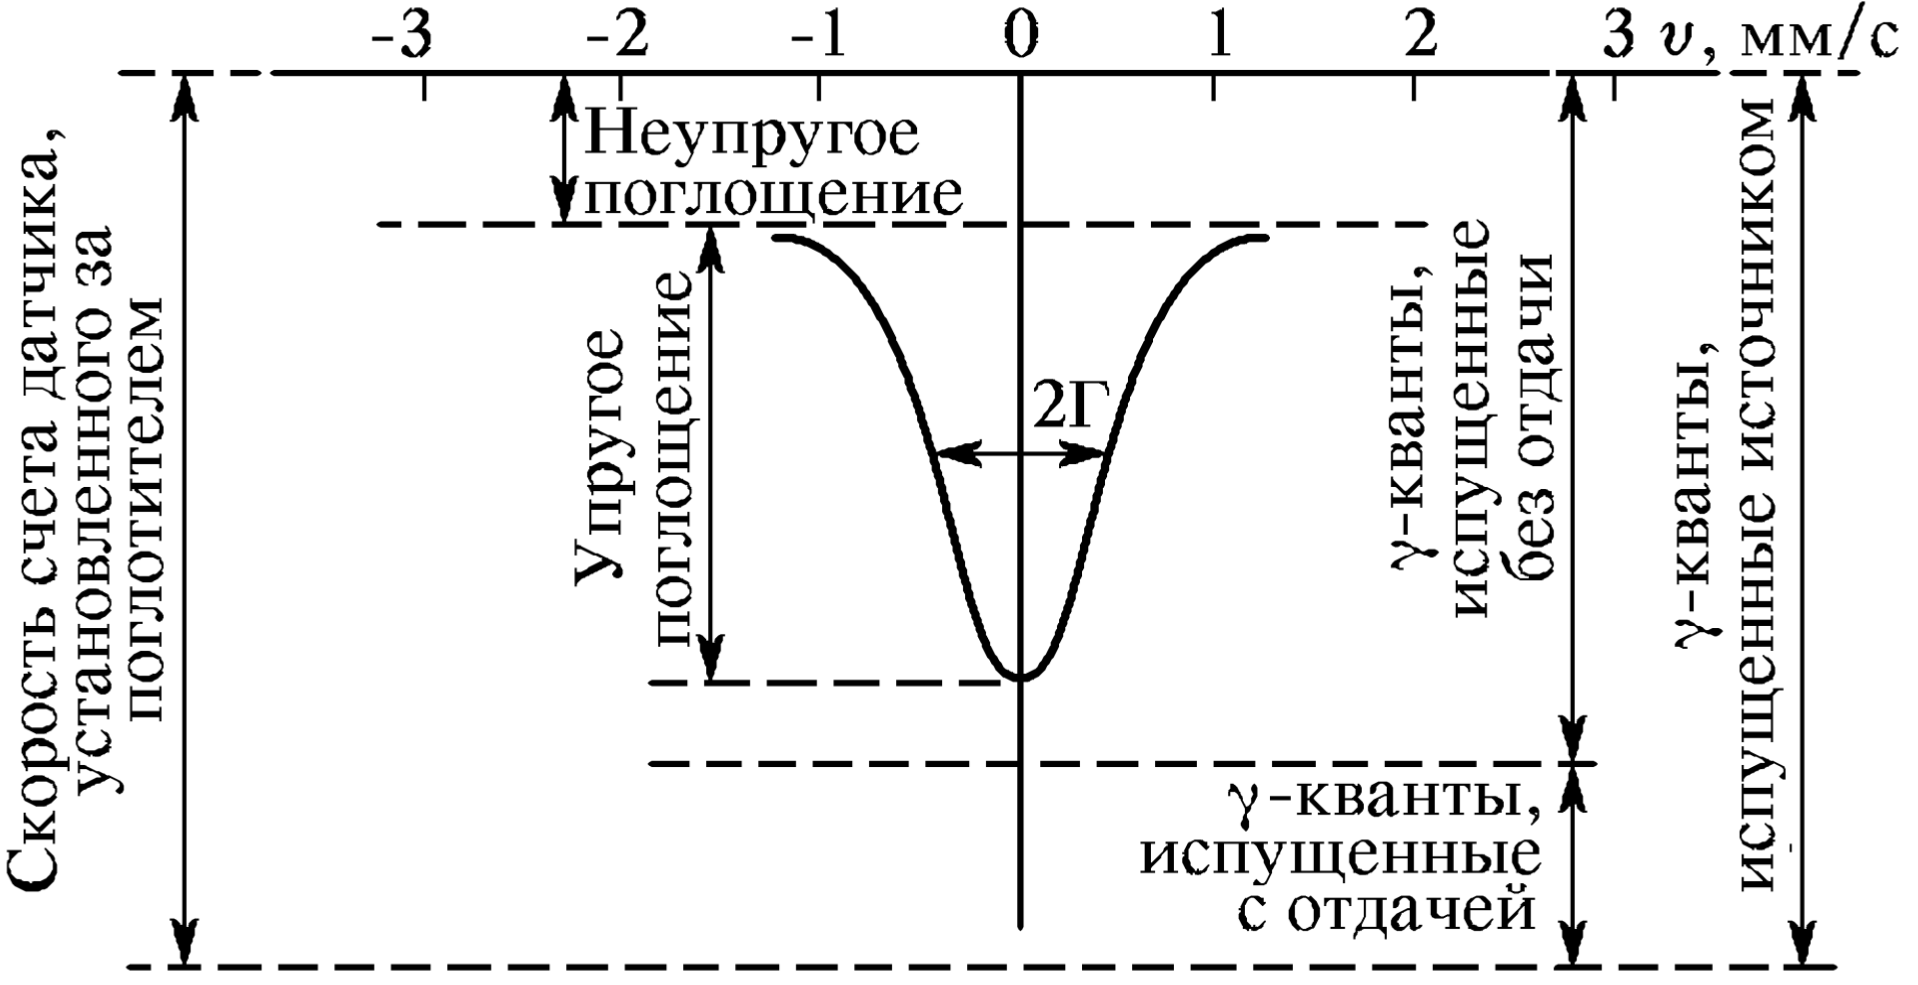 -3 -2 -1 0 1 2 3 υ, мм/с
Скорость счета датчика,
установленного за
поглотителем
Неупругое
поглощение
Упругое
поглощение
2Г
γ-кванты,
испущенные
без отдачи
γ-кванты,
испущенные источником
γ-кванты,
испущенные
с отдачей